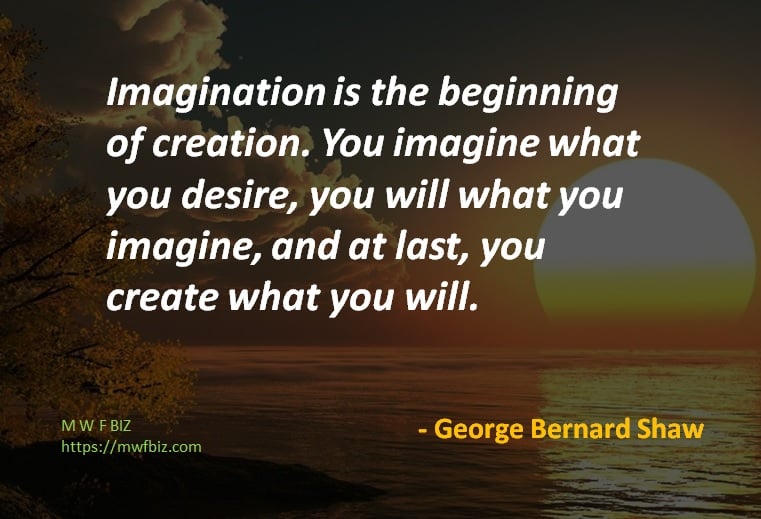 Imagination is the beginning
of creation. You imagine what
you desire, you will what you
imagine, and at last, you
create what you will.
- George Bernard Shaw
M W F BIZ
https://mwfbiz.com